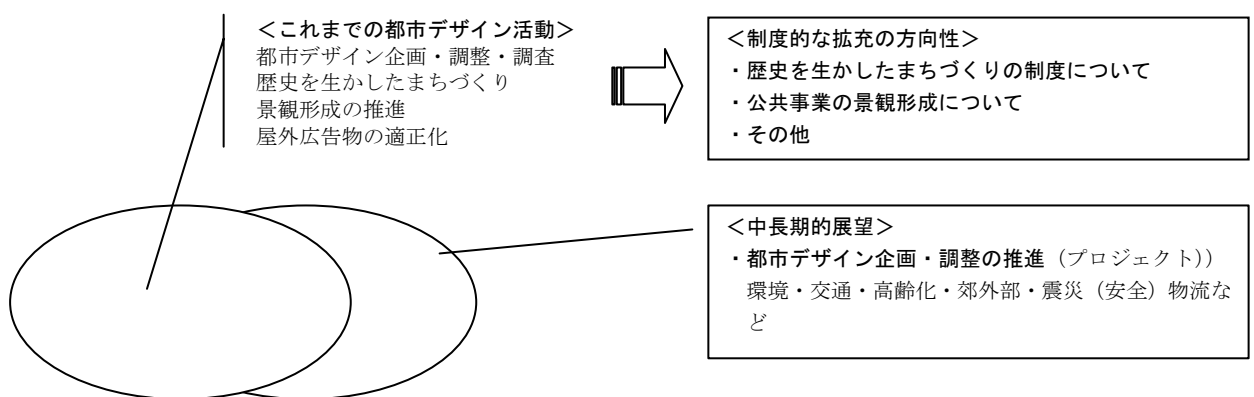 ＜これまでの都市デザイン活動＞
都市デザイン企画・調整・調査
歴史を生かしたまちづくり
景観形成の推進
屋外広告物の適正化
＜制度的な拡充の方向性＞
・歴史を生かしたまちづくりの制度について
・公共事業の景観形成について
・その他
＜中長期的展望＞
・都市デザイン企画・調整の推進（プロジェクト））
環境・交通・高齢化・郊外部・震災（安全）物流な
ど